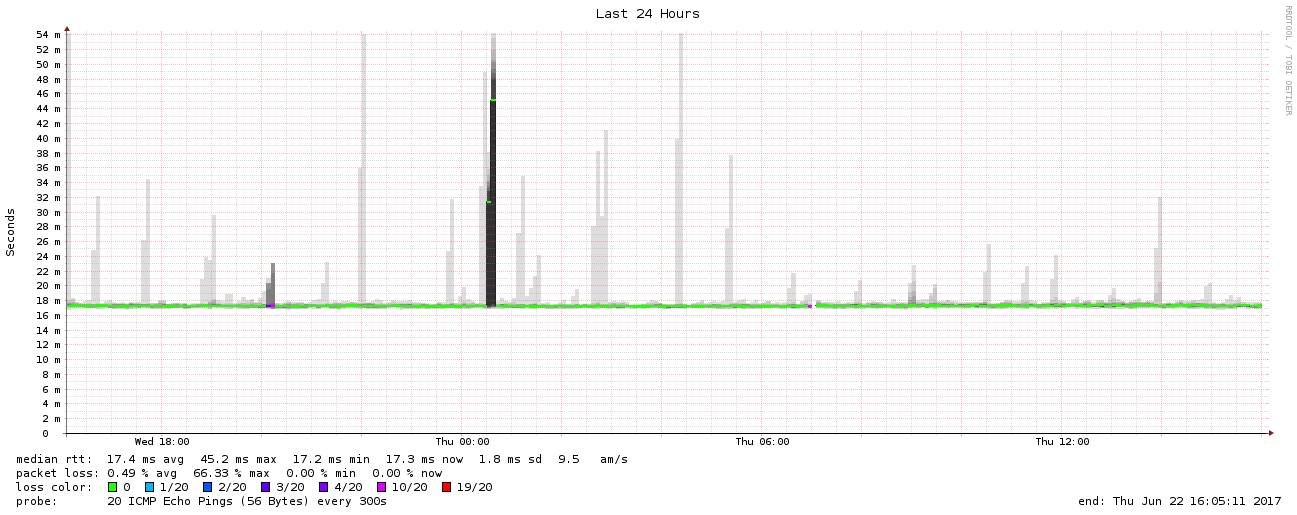 Last 24 Hours
RRDTOOL / TOBI OETIKER
Seconds
54 m
52 m
50 m
48 m
46 m
44 m
42 m
40 m
38 m
36 m
34 m
32 m
30 m
28 m
26 m
24 m
22 m
20 m
18 m
16 m
14 m
12 m
10 m
8 m
6 m
4 m
2 m
0
Wed 18:00 Thu 00:00 Thu 06:00 Thu 12:00
median rtt: 17.4 ms avg 45.2 ms max 17.2 ms min 17.3 ms now 1.8 ms sd 9.5 am/s
packet loss: 0.49 % avg 66.33 % max 0.00 % min 0.00 % now
loss color: 0 1/20 2/20 3/20 4/20 10/20 19/20
probe: 20 ICMP Echo Pings (56 Bytes) every 300s end: Thu Jun 22 16:05:11 2017